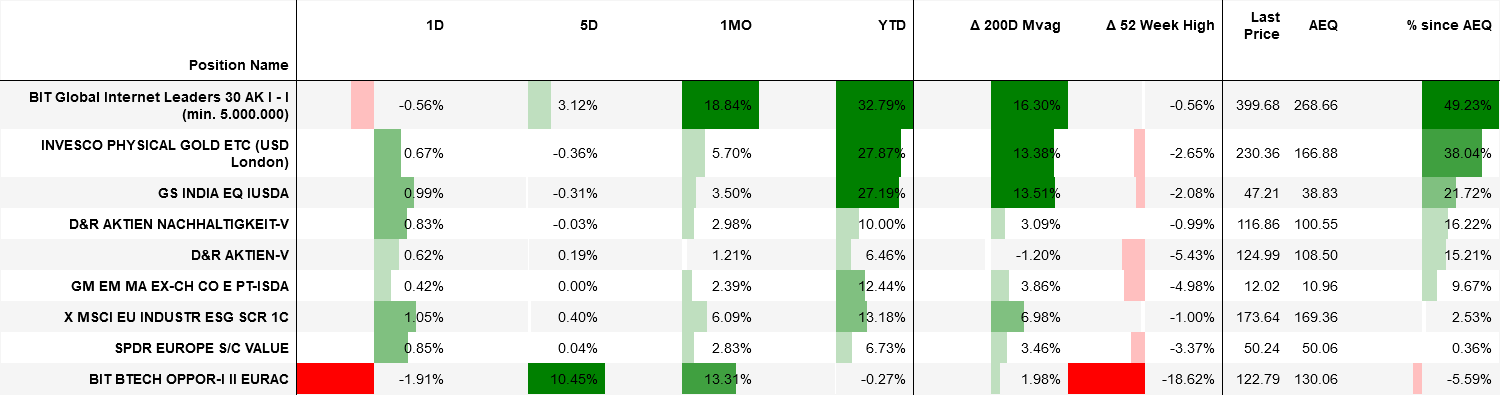 Position Name 1D 5D 1MO YTD Δ 200D Mvag Δ 52 Week High Last Price AEQ % since AEQ
BIT Global Internet Leaders 30 AK I - I (min. 5.000.000) -0.56% 3.12% 18.84% 32.79% 16.30% -0.56% 399.68 268.66 49.23%
INVESCO PHYSICAL GOLD ETC (USD London) 0.67% -0.36% 5.70% 27.87% 13.38% -2.65% 230.36 166.88 38.04%
GS INDIA EQ IUSDA 0.99% -0.31% 3.50% 27.19% 13.51% -2.08% 47.21 38.83 21.72%
D&R AKTIEN NACHHALTIGKEIT-V 0.83% -0.03% 2.98% 10.00% 3.09% -0.99% 116.86 100.55 16.22%
D&R AKTIEN-V 0.62% 0.19% 1.21% 6.46% -1.20% -5.43% 124.99 108.50 15.21%
GM EM MA EX-CH CO E PT-ISDA 0.42% 0.00% 2.39% 12.44% 3.86% -4.98% 12.02 10.96 9.67%
X MSCI EU INDUSTR ESG SCR 1C 1.05% 0.40% 6.09% 13.18% 6.98% -1.00% 173.64 169.36 2.53%
SPDR EUROPE S/C VALUE 0.85% 0.04% 2.83% 6.73% 3.46% -3.37% 50.24 50.06 0.36%
BIT BTECH OPPOR-I II EURAC -1.91% 10.45% 13.31% -0.27% 1.98% -18.62% 122.79 130.06 -5.59%